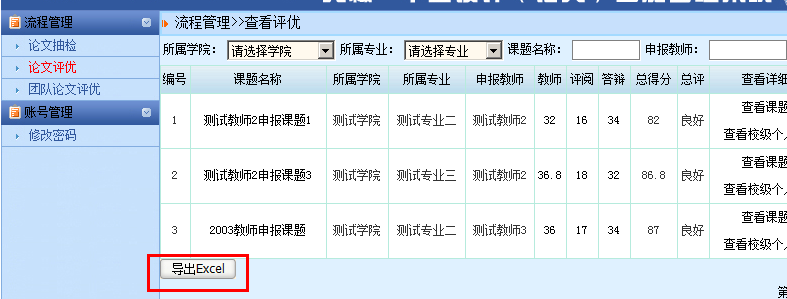 流程管理
论文抽检
论文评优
团队论文评优
账号管理
修改密码
流程管理>>查看评优
所属学院： 请选择学院 所属专业： 请选择专业 课题名称： 申报教师：
编号 课题名称 所属学院 所属专业 申报教师 教师 评阅 答辩 总得分 总评 查看详细
1 测试教师2申报课题1 测试学院 测试专业二 测试教师2 32 16 34 82 良好 查看课题
查看校级个人
2 测试教师2申报课题3 测试学院 测试专业三 测试教师2 36.8 18 32 86.8 良好 查看课题
查看校级个人
3 2003教师申报课题 测试学院 测试专业二 测试教师3 36 17 34 87 良好 查看课题
查看校级个人
导出Excel
第